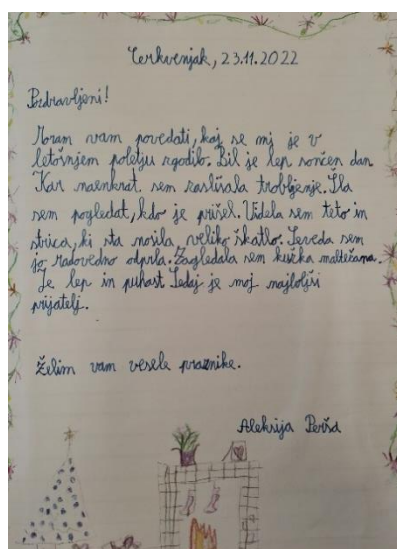 Cerkvenjak, 23.11.2022
Pozdravljeni!
Moram vam povedati, kaj se mi je v
letošnjem poletju zgodilo. Bil je lep sončen dan.
Kar naenkrat sem zaslišala trobljenje. Šla
sem pogledat, kdo je prišel. Videla sem teto in
strica, ki sta nosila veliko škatlo. Seveda sem
jo radovedno odprla. Zagledala sem kužka maltežana.
Je lep in puhast. Sedaj je moj najboljši
prijatelj.
Želim vam vesele praznike.
Aleksija Perša